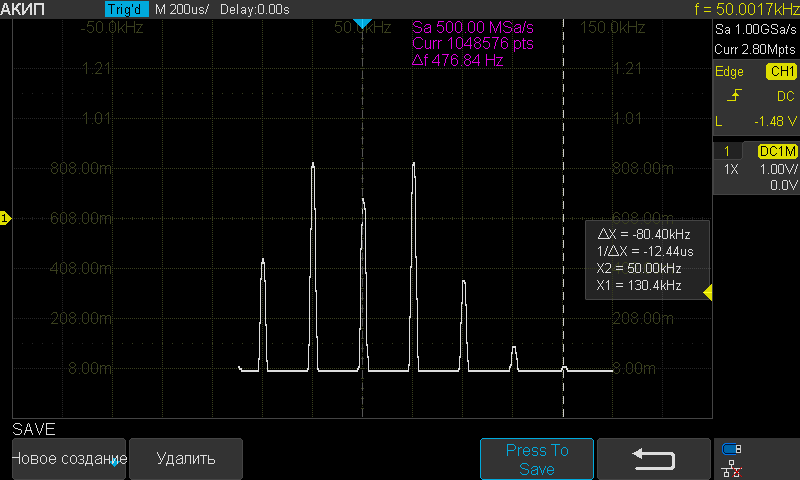 АКИП Trig'd M 200us/ Delay:0.00s f = 50.0017kHz
-50.0kHz 50.0kHz 150.0kHz
Sa 500.00 MSa/s
Curr 1048576 pts
Δf 476.84 Hz
Sa 1.00GSa/s
Curr 2.80Mpts
Edge CH1
DC
L -1.48 V
1 DC1M
1X 1.00V/
0.0V
1.21 1.21
1.01 1.01
808.00m 808.00m
1 608.00m 608.00m
408.00m
208.00m 208.00m
8.00m 8.00m
ΔX = -80.40kHz
1/ΔX = -12.44us
X2 = 50.00kHz
X1 = 130.4kHz
SAVE
Новое создание
Удалить
Press To
Save